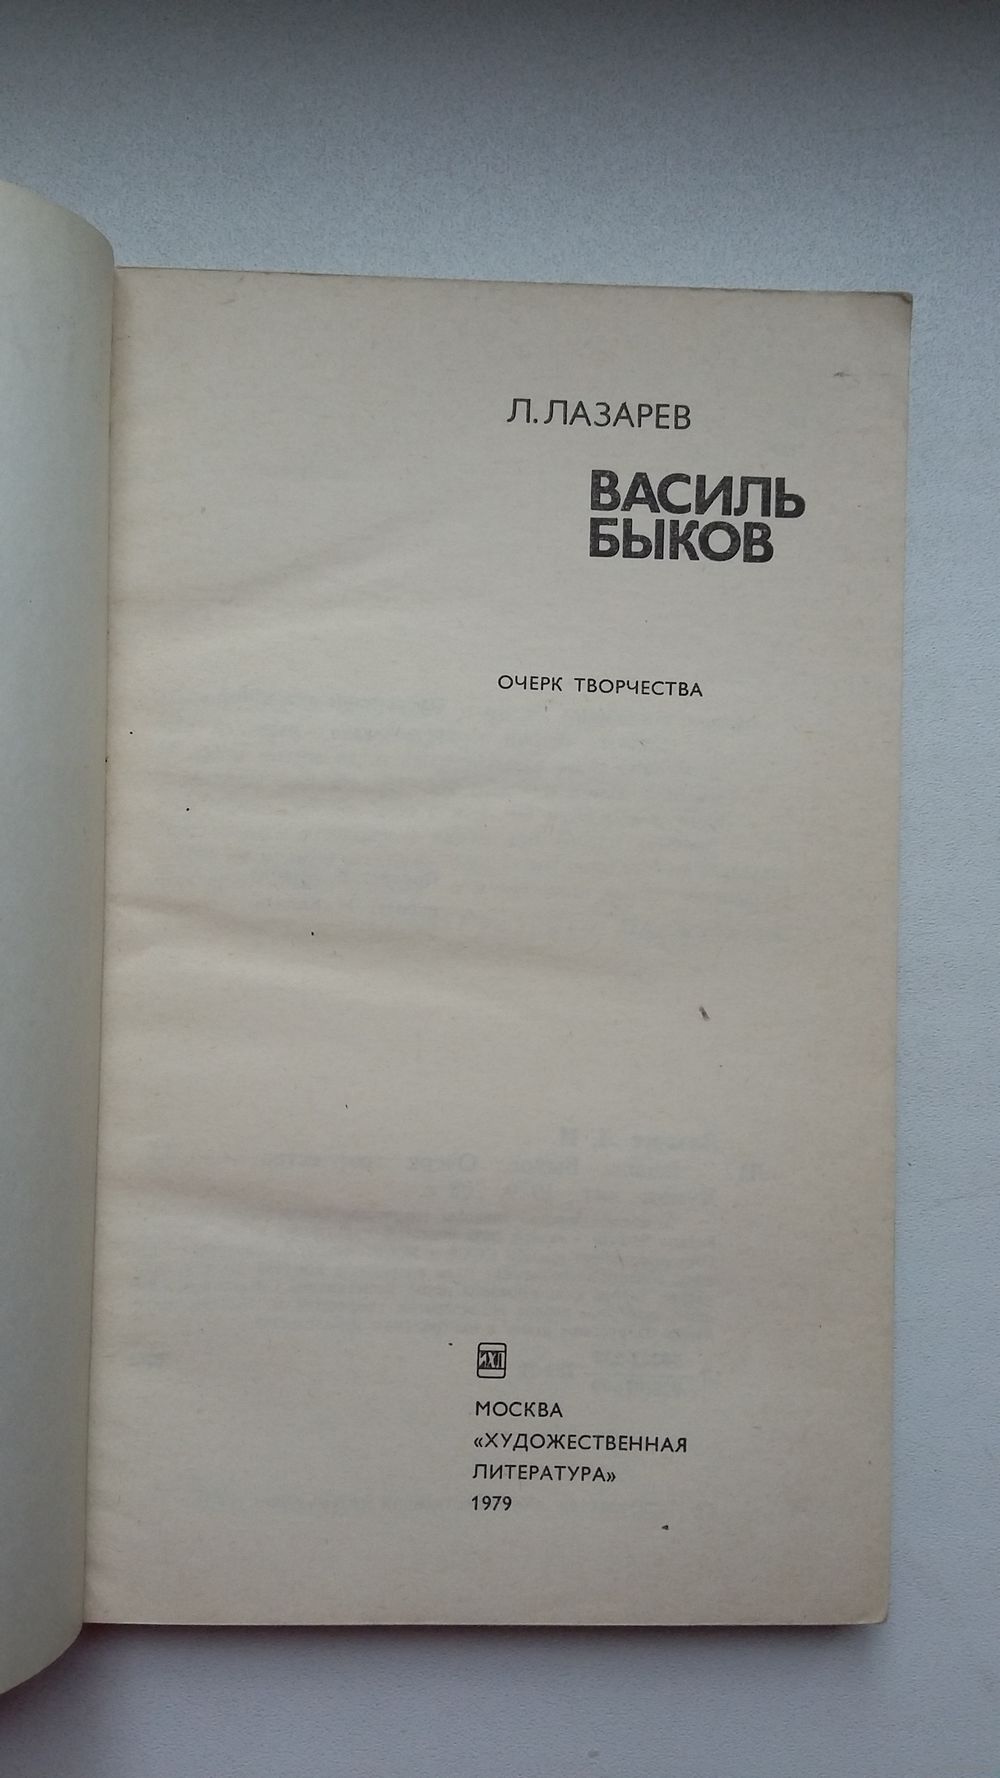 Л. ЛАЗАРЕВ
ВАСИЛЬ
БЫКОВ
ОЧЕРК ТВОРЧЕСТВА
МОСКВА
«ХУДОЖЕСТВЕННАЯ
ЛИТЕРАТУРА»
1979